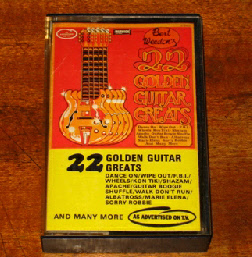 Bert
Weedon's
22
GOLDEN
GUITAR
GREATS
22 GOLDEN GUITAR
GREATS
DANCE ON/WIPE OUT/F.B.I./
WHEELS/KON TIKI/SHAZAM/
APACHE/GUITAR BOOGIE
SHUFFLE/WALK DON'T RUN/
ALBATROSS/MARIE ELENA/
SORRY ROBBIE
AND MANY MORE
AS ADVERTISED ON T.V.